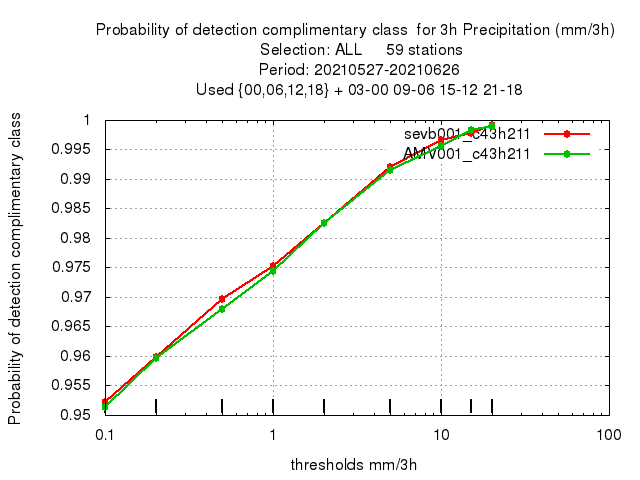 Probability of detection complimentary class  for 3h Precipitation (mm/3h)
Selection: ALL     59 stations
Period: 20210527-20210626
Used {00,06,12,18} + 03-00 09-06 15-12 21-18
Probability of detection complimentary class
1
0.995
0.99
0.985
0.98
0.975
0.97
0.965
0.96
0.955
0.95
sevb001_c43h211
AMV001_c43h211
0.1
1
10
100
thresholds mm/3h